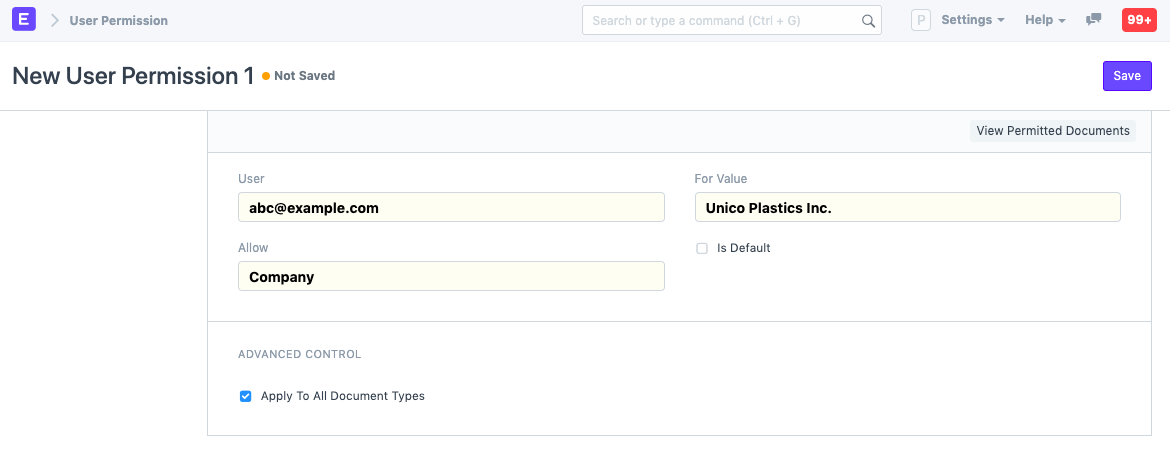 E User Permission Search or type a command (Ctrl + G) P Settings Help 99+
New User Permission 1 Not Saved Save
View Permitted Documents
User For Value
abc@example.com Unico Plastics Inc.
Allow Is Default
Company
ADVANCED CONTROL
Apply To All Document Types